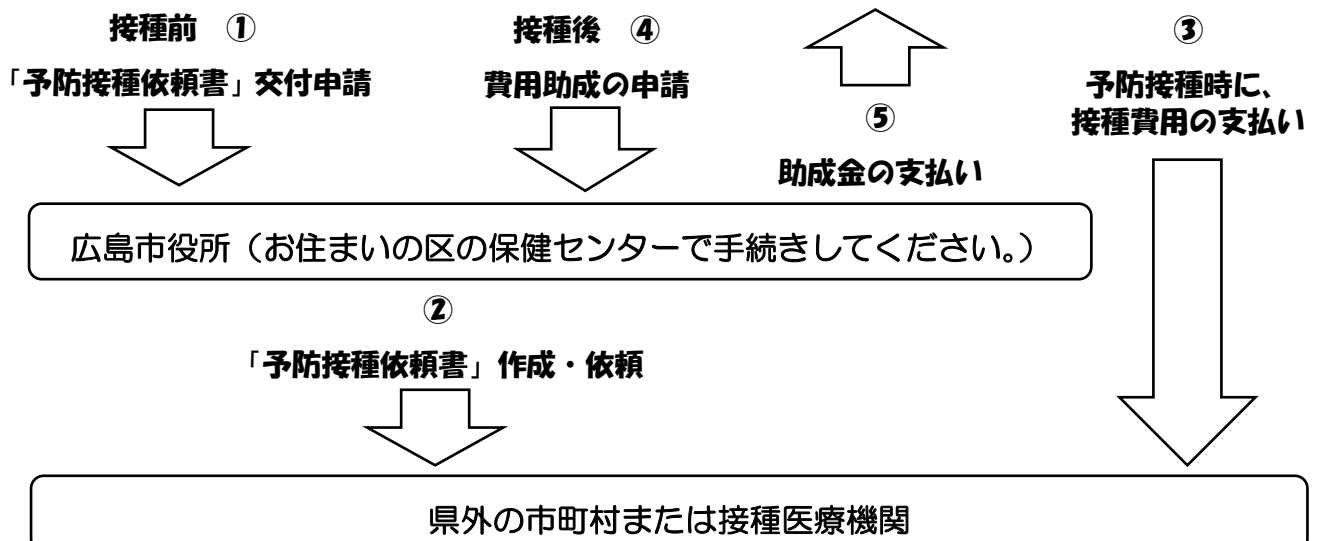 接種前 ①
「予防接種依頼書」交付申請
接種後 ④
費用助成の申請
⑤
助成金の支払い
③
予防接種時に、
接種費用の支払い
広島市役所（お住まいの区の保健センターで手続きしてください。）
②
「予防接種依頼書」作成・依頼
県外の市町村または接種医療機関